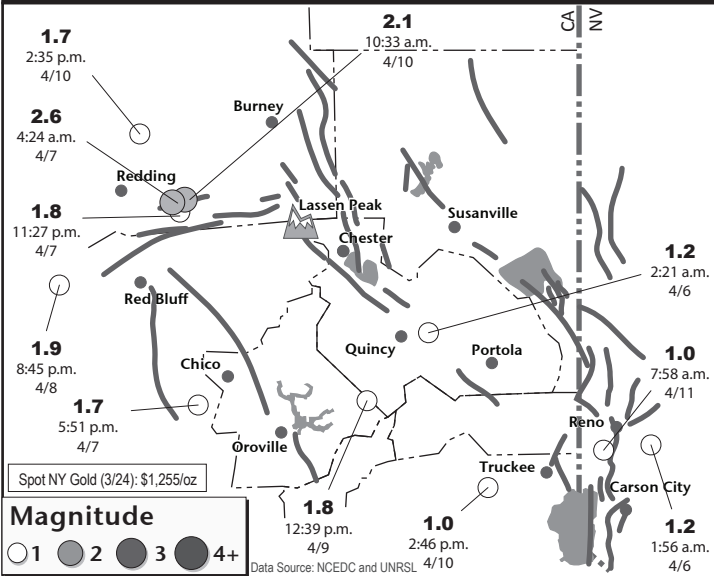 CA NV
1.7
2:35 p.m.
4/10
2.1
10:33 a.m.
4/10
Burney
2.6
4:24 a.m.
4/7
Redding
Lassen Peak
Susanville
1.8
11:27 p.m.
4/7
Chester
1.2
2:21 a.m.
4/6
Red Bluff
1.9
8:45 p.m.
4/8
Quincy
Portola
Chico
1.0
7:58 a.m.
4/11
1.7
5:51 p.m.
4/7
Reno
Oroville
Truckee
Carson City
Spot NY Gold (3/24): $1,255/oz
1.8
12:39 p.m.
4/9
1.0
2:46 p.m.
4/10
1.2
1:56 a.m.
4/6
Magnitude
1 2 3 4+
Data Source: NCEDC and UNRSL